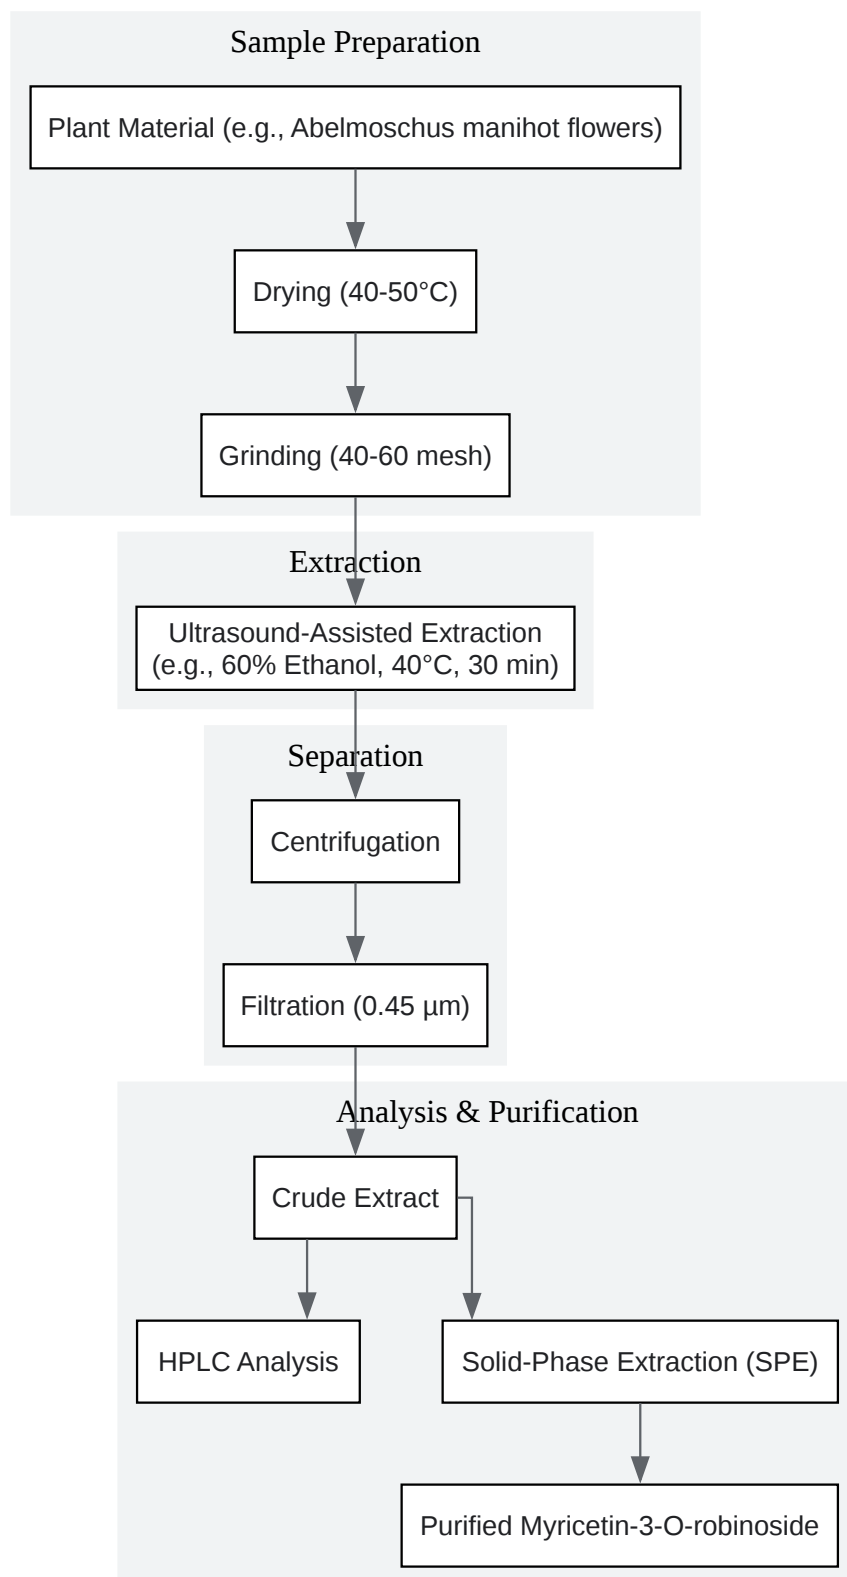 Sample Preparation
Plant Material (e.g., Abelmoschus manihot flowers)
Drying (40-50°C)
Grinding (40-60 mesh)
Extraction
Ultrasound-Assisted Extraction
(e.g., 60% Ethanol, 40°C, 30 min)
Separation
Centrifugation
Filtration (0.45 µm)
Analysis & Purification
Crude Extract
HPLC Analysis
Solid-Phase Extraction (SPE)
Purified Myricetin-3-O-robinoside